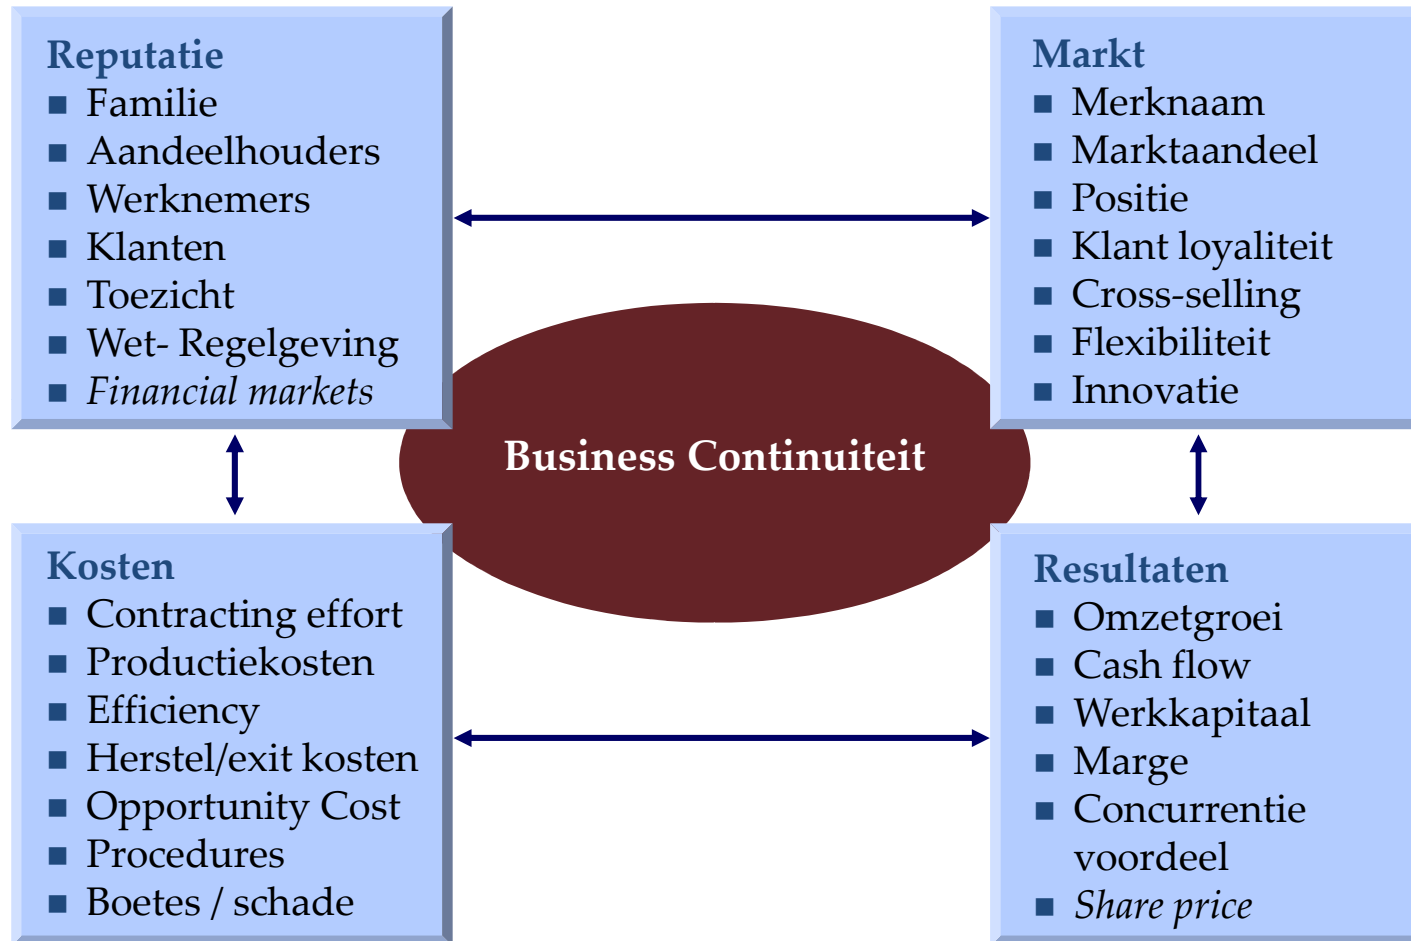 Reputatie
Familie
Aandeelhouders
Werknemers
Klanten
Toezicht
Wet- Regelgeving
Financial markets
Markt
Merknaam
Marktaandeel
Positie
Klant loyaliteit
Cross-selling
Flexibiliteit
Innovatie
Business Continuiteit
Kosten
Contracting effort
Productiekosten
Efficiency
Herstel/exit kosten
Opportunity Cost
Procedures
Boetes / schade
Resultaten
Omzetgroei
Cash flow
Werkkapitaal
Marge
Concurrentie
voordeel
Share price